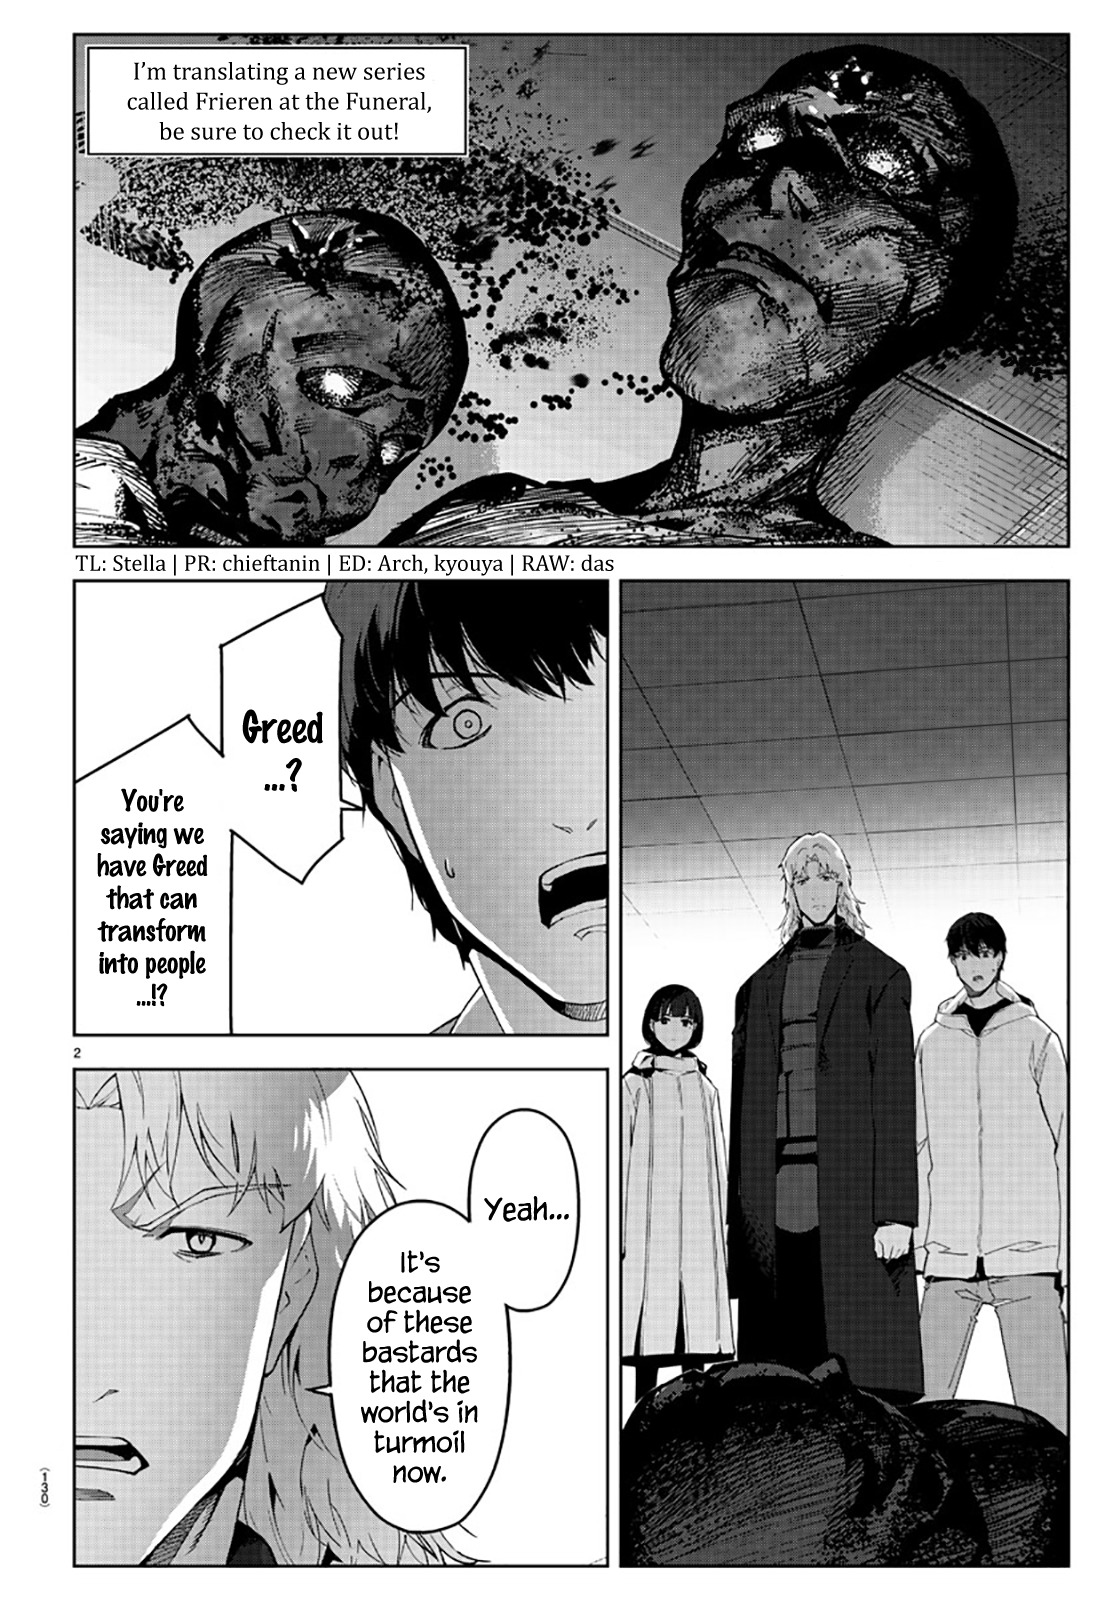 I'm translating a new series
called Frieren at the Funeral,
be sure to check it out!
TL: Stella | PR: chieftanin | ED: Arch, kyouya | RAW: das
Greed
...?
You're
saying we
have Greed
that can
transform
into people
...!?
2
Yeah...
It's
because
of these
bastards
that the
world's in
turmoil
now.
(130)